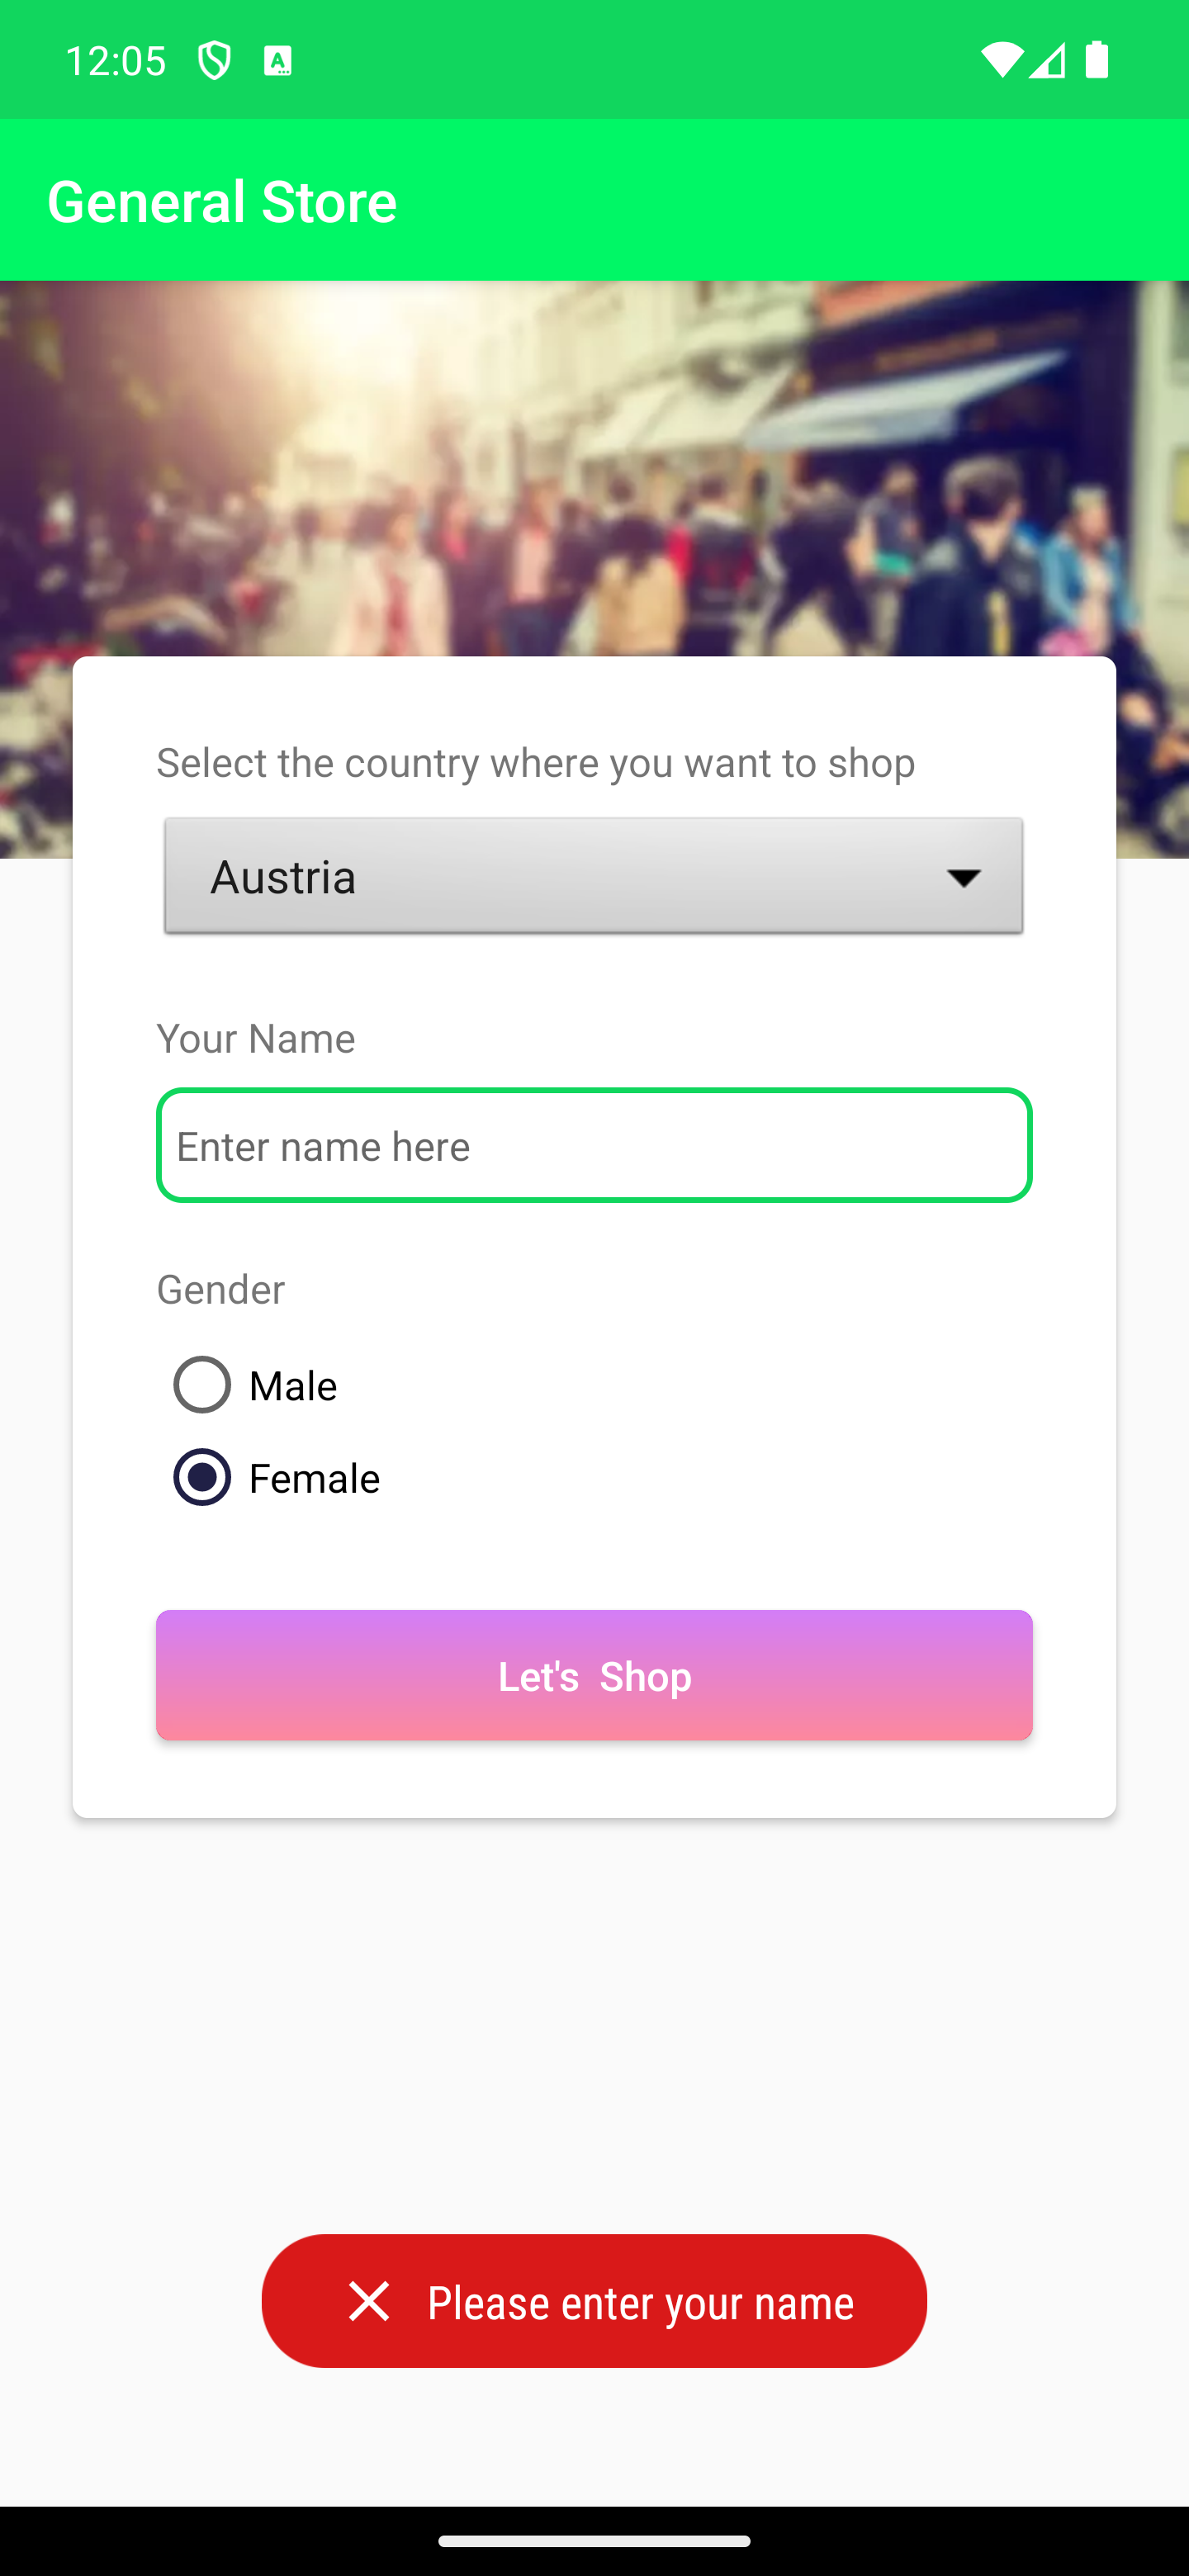 12:05
General Store
Select the country where you want to shop
Austria
Your Name
Enter name here
Gender
Male
Female
Let's  Shop
Please enter your name